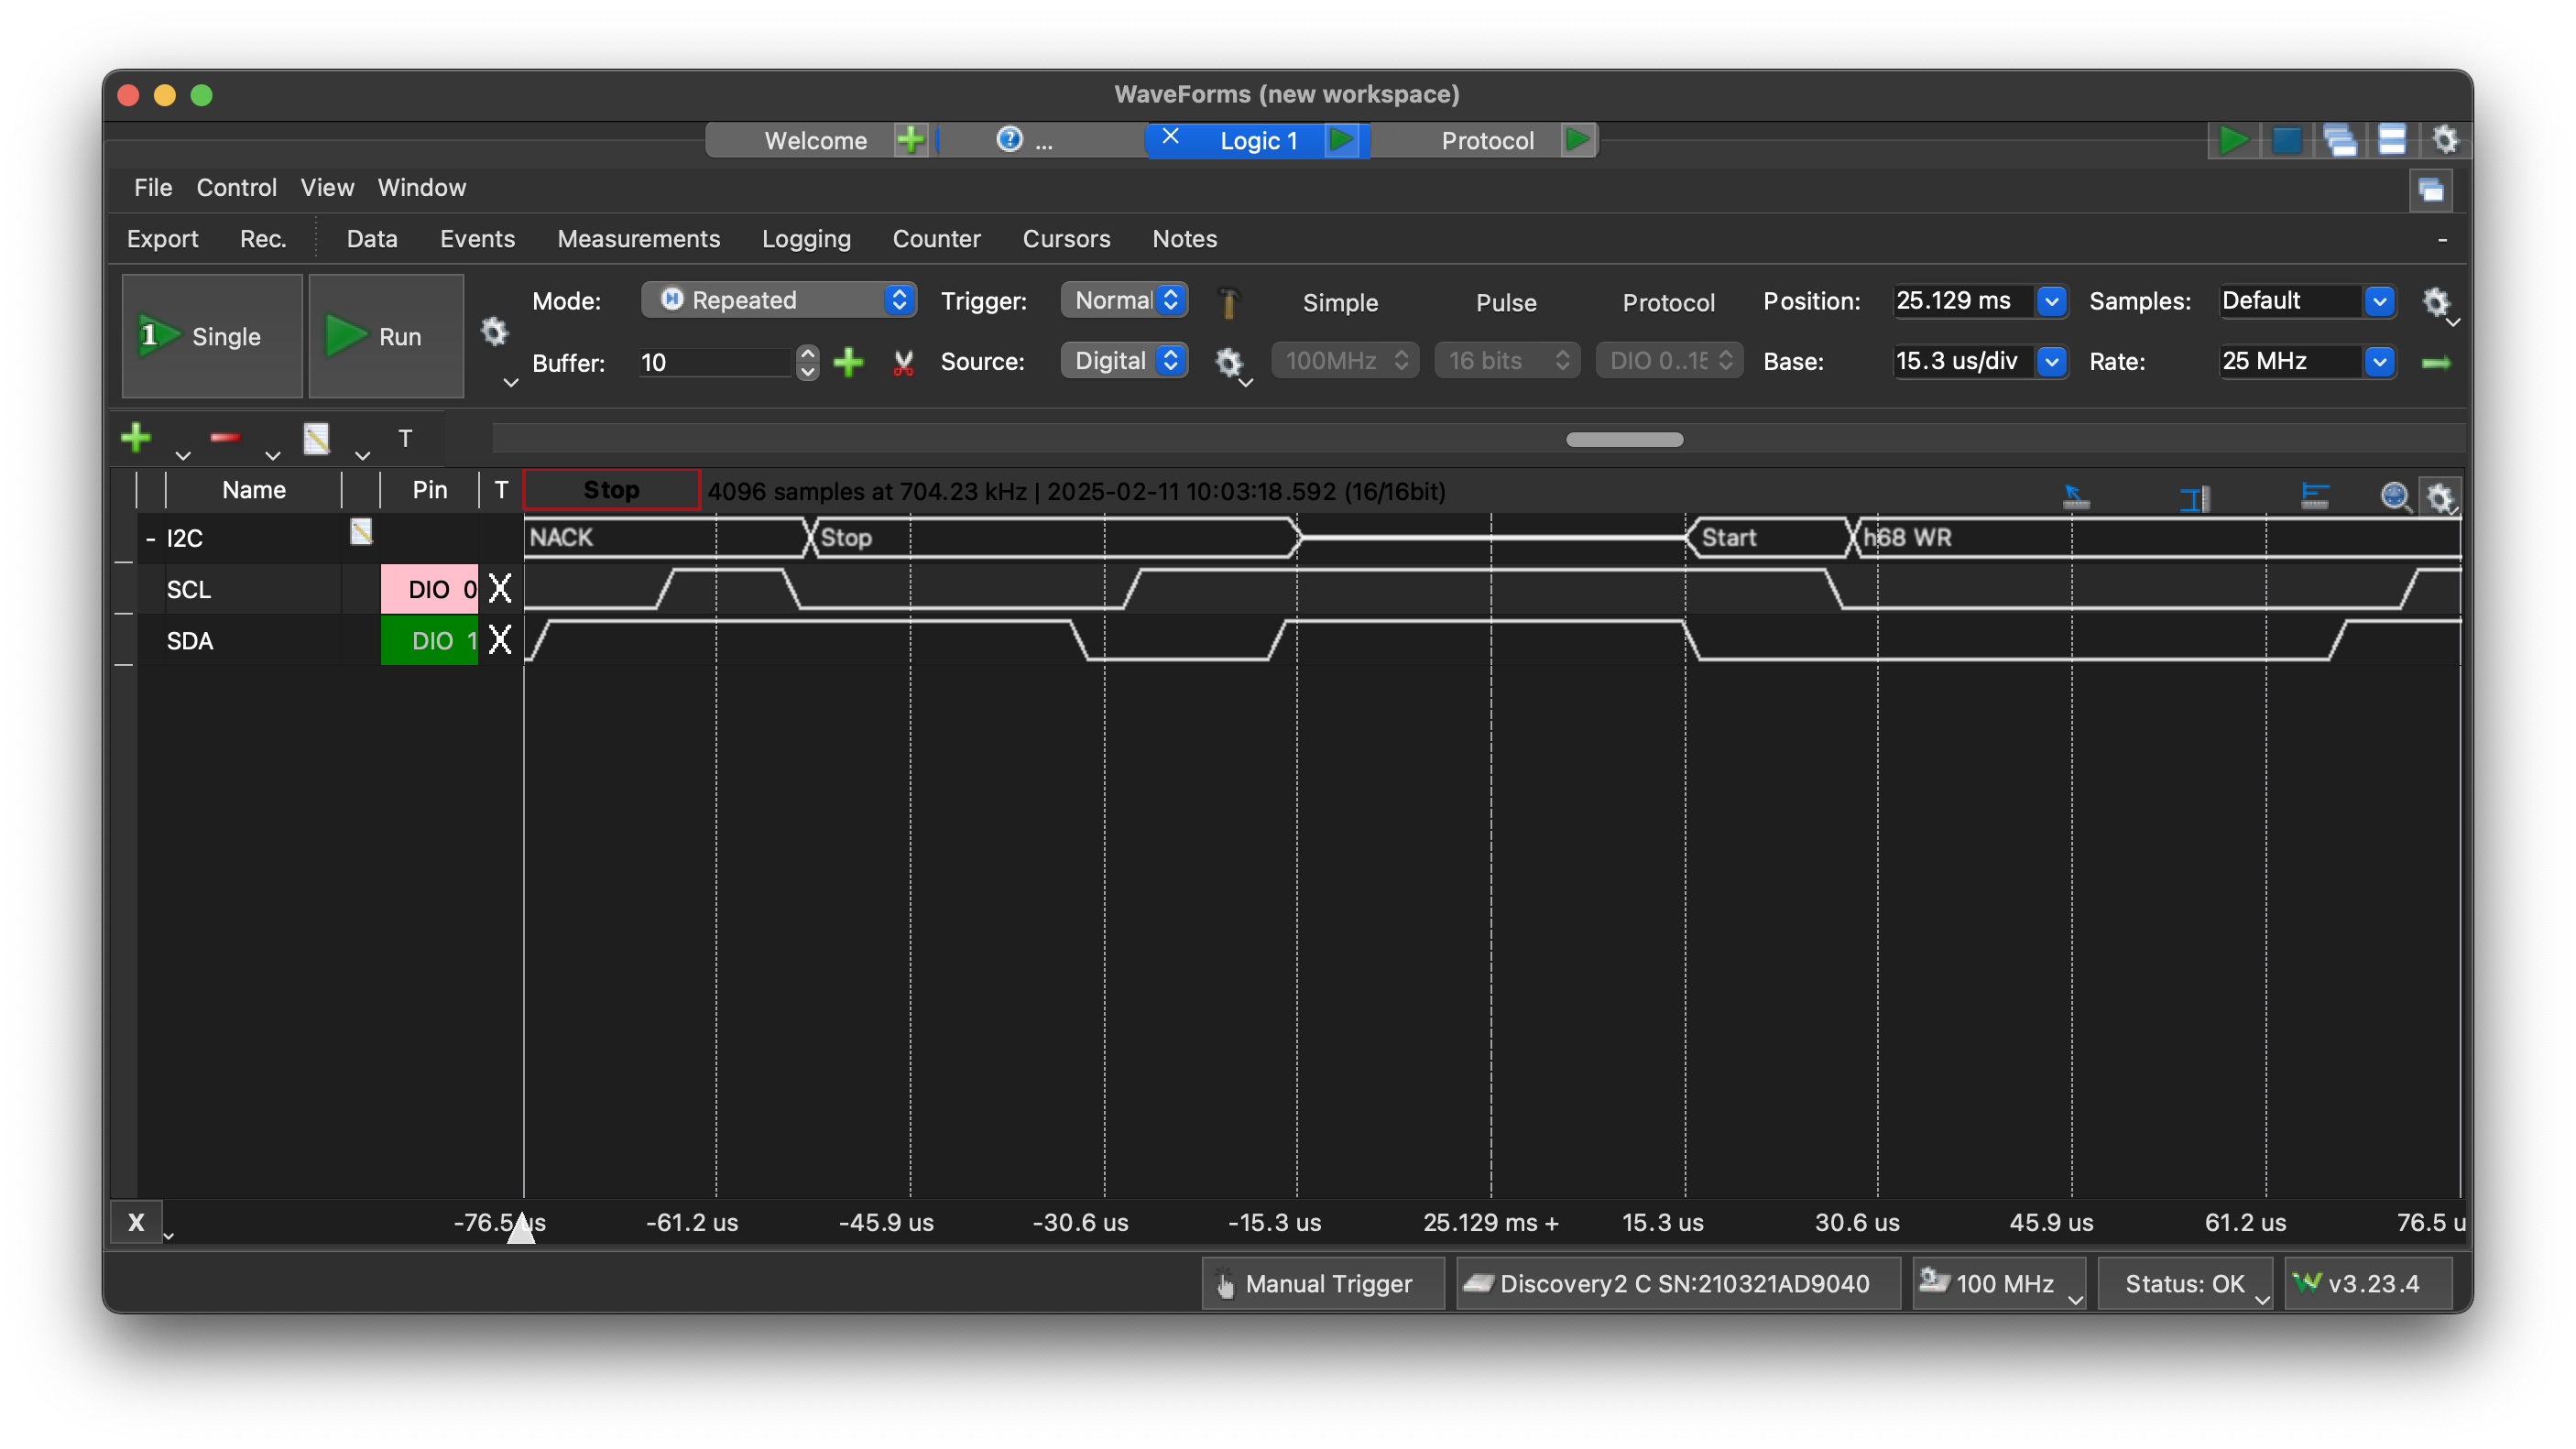 WaveForms (new workspace)
Welcome ... Logic 1 Protocol
File Control View Window
Export Rec. Data Events Measurements Logging Counter Cursors Notes -
1 Single Run
Mode: Repeated Trigger: Normal Simple Pulse Protocol Position: 25.129 ms Samples: Default
Buffer: 10 Source: Digital 100MHz 16 bits DIO 0..15 Base: 15.3 us/div Rate: 25 MHz
T
Name Pin T Stop 4096 samples at 704.23 kHz | 2025-02-11 10:03:18.592 (16/16bit)
- I2C NACK Stop Start h68 WR
SCL DIO 0 X
SDA DIO 1 X
X -76.5 us -61.2 us -45.9 us -30.6 us -15.3 us 25.129 ms + 15.3 us 30.6 us 45.9 us 61.2 us 76.5 u
Manual Trigger Discovery2 C SN:210321AD9040 100 MHz Status: OK v3.23.4